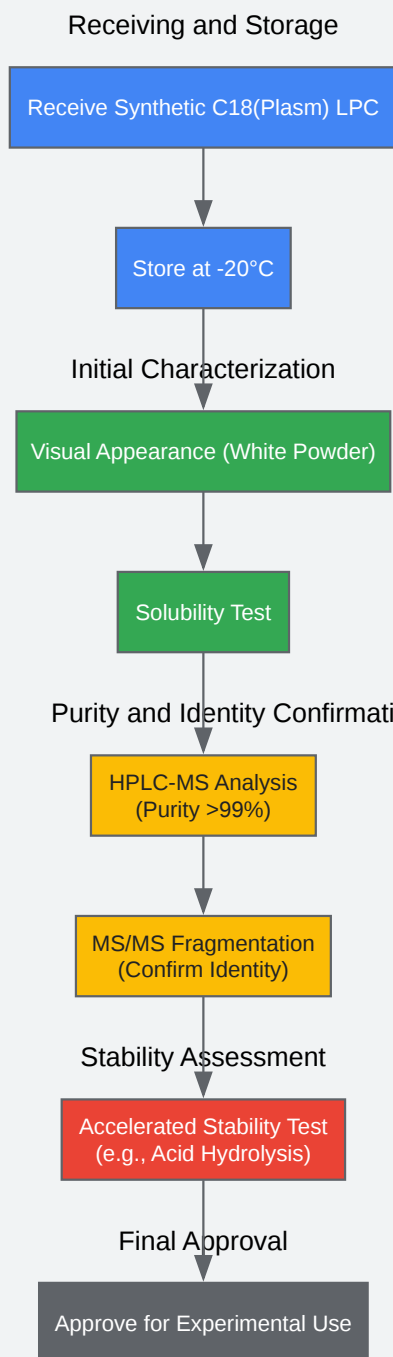 Receiving and Storage
Receive Synthetic C18(Plasm) LPC
Store at -20°C
Initial Characterization
Visual Appearance (White Powder)
Solubility Test
Purity and Identity Confirmati
HPLC-MS Analysis
(Purity >99%)
MS/MS Fragmentation
(Confirm Identity)
Stability Assessment
Accelerated Stability Test
(e.g., Acid Hydrolysis)
Final Approval
Approve for Experimental Use